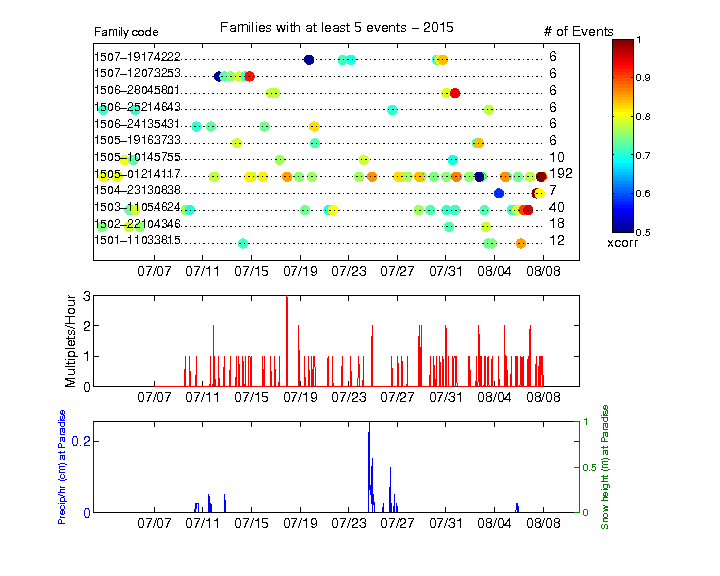 Families with at least 5 events − 2015
Family code
# of Events
1507−19174222 6
1507−12073253 6
1506−28045801 6
1506−25214643 6
1506−24135431 6
1505−19163733 6
1505−10145755 10
1505−01214117 192
1504−23130838 7
1503−11054624 40
1502−22104346 18
1501−11033815 12
07/07 07/11 07/15 07/19 07/23 07/27 07/31 08/04 08/08
1
0.9
0.8
0.7
0.6
0.5
xcorr
Multiplets/Hour
3
2
1
0
07/07 07/11 07/15 07/19 07/23 07/27 07/31 08/04 08/08
Precip/hr (cm) at Paradise
0.2
0
1
0.5
0
Snow height (m) at Paradise
07/07 07/11 07/15 07/19 07/23 07/27 07/31 08/04 08/08